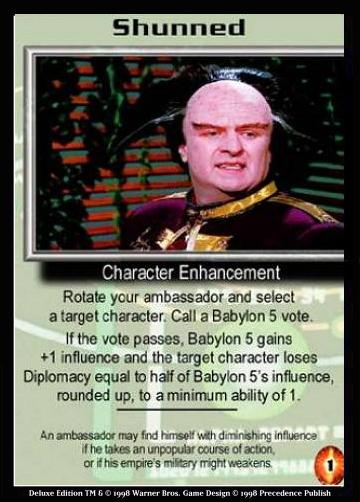 Shunned
Character Enhancement
Rotate your ambassador and select
a target character. Call a Babylon 5 vote.
If the vote passes, Babylon 5 gains
+1 influence and the target character loses
Diplomacy equal to half of Babylon 5's influence,
rounded up, to a minimum ability of 1.
An ambassador may find himself with diminishing influence
if he takes an unpopular course of action,
or if his empire's military might weakens.
1
Deluxe Edition TM & © 1998 Warner Bros. Game Design © 1998 Precedence Publish